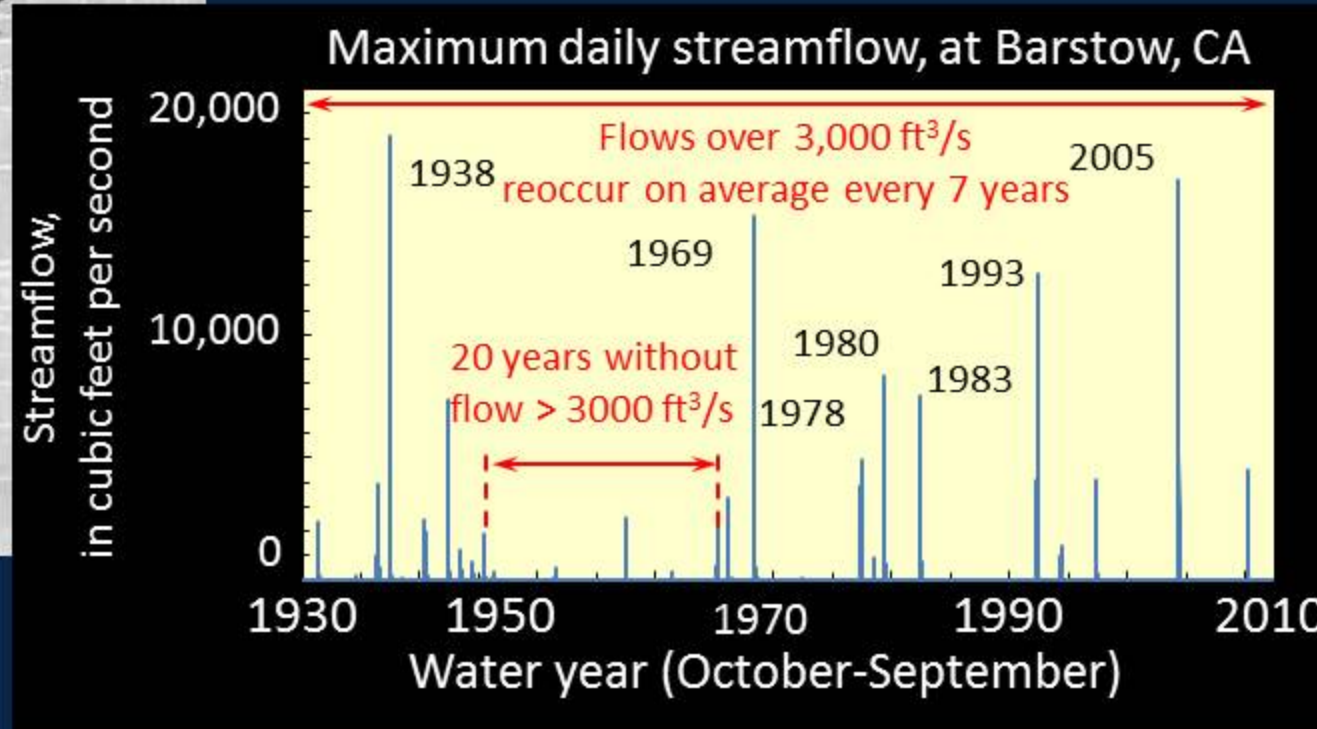 Maximum daily streamflow, at Barstow, CA
Streamflow,
in cubic feet per second
20,000
10,000
0
Flows over 3,000 ft³/s
reoccur on average every 7 years
1938
2005
1969
1993
20 years without
flow > 3000 ft³/s
1980
1983
1978
1930 1950 1970 1990 2010
Water year (October-September)